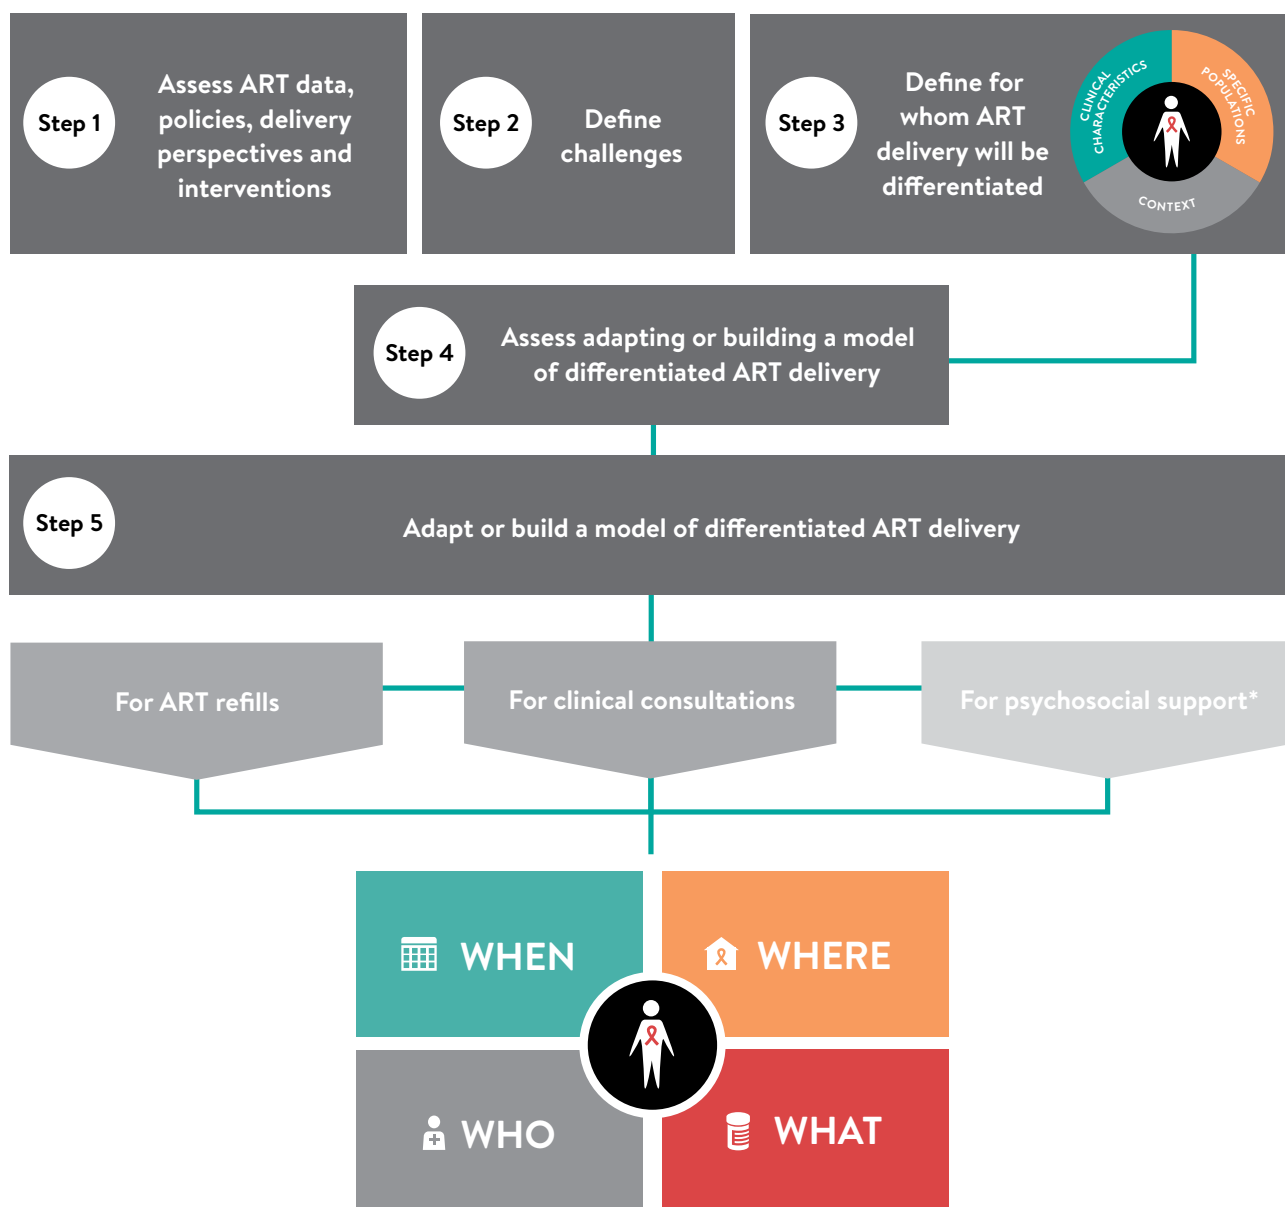 Step 1
Assess ART data,
policies, delivery
perspectives and
interventions
Step 2
Define
challenges
Step 3
Define for
whom ART
delivery will be
differentiated
CLINICAL
CHARACTERISTICS
SPECIFIC
POPULATIONS
CONTEXT
Step 4
Assess adapting or building a model
of differentiated ART delivery
Step 5
Adapt or build a model of differentiated ART delivery
For ART refills
For clinical consultations
For psychosocial support*
WHEN
WHERE
WHO
WHAT